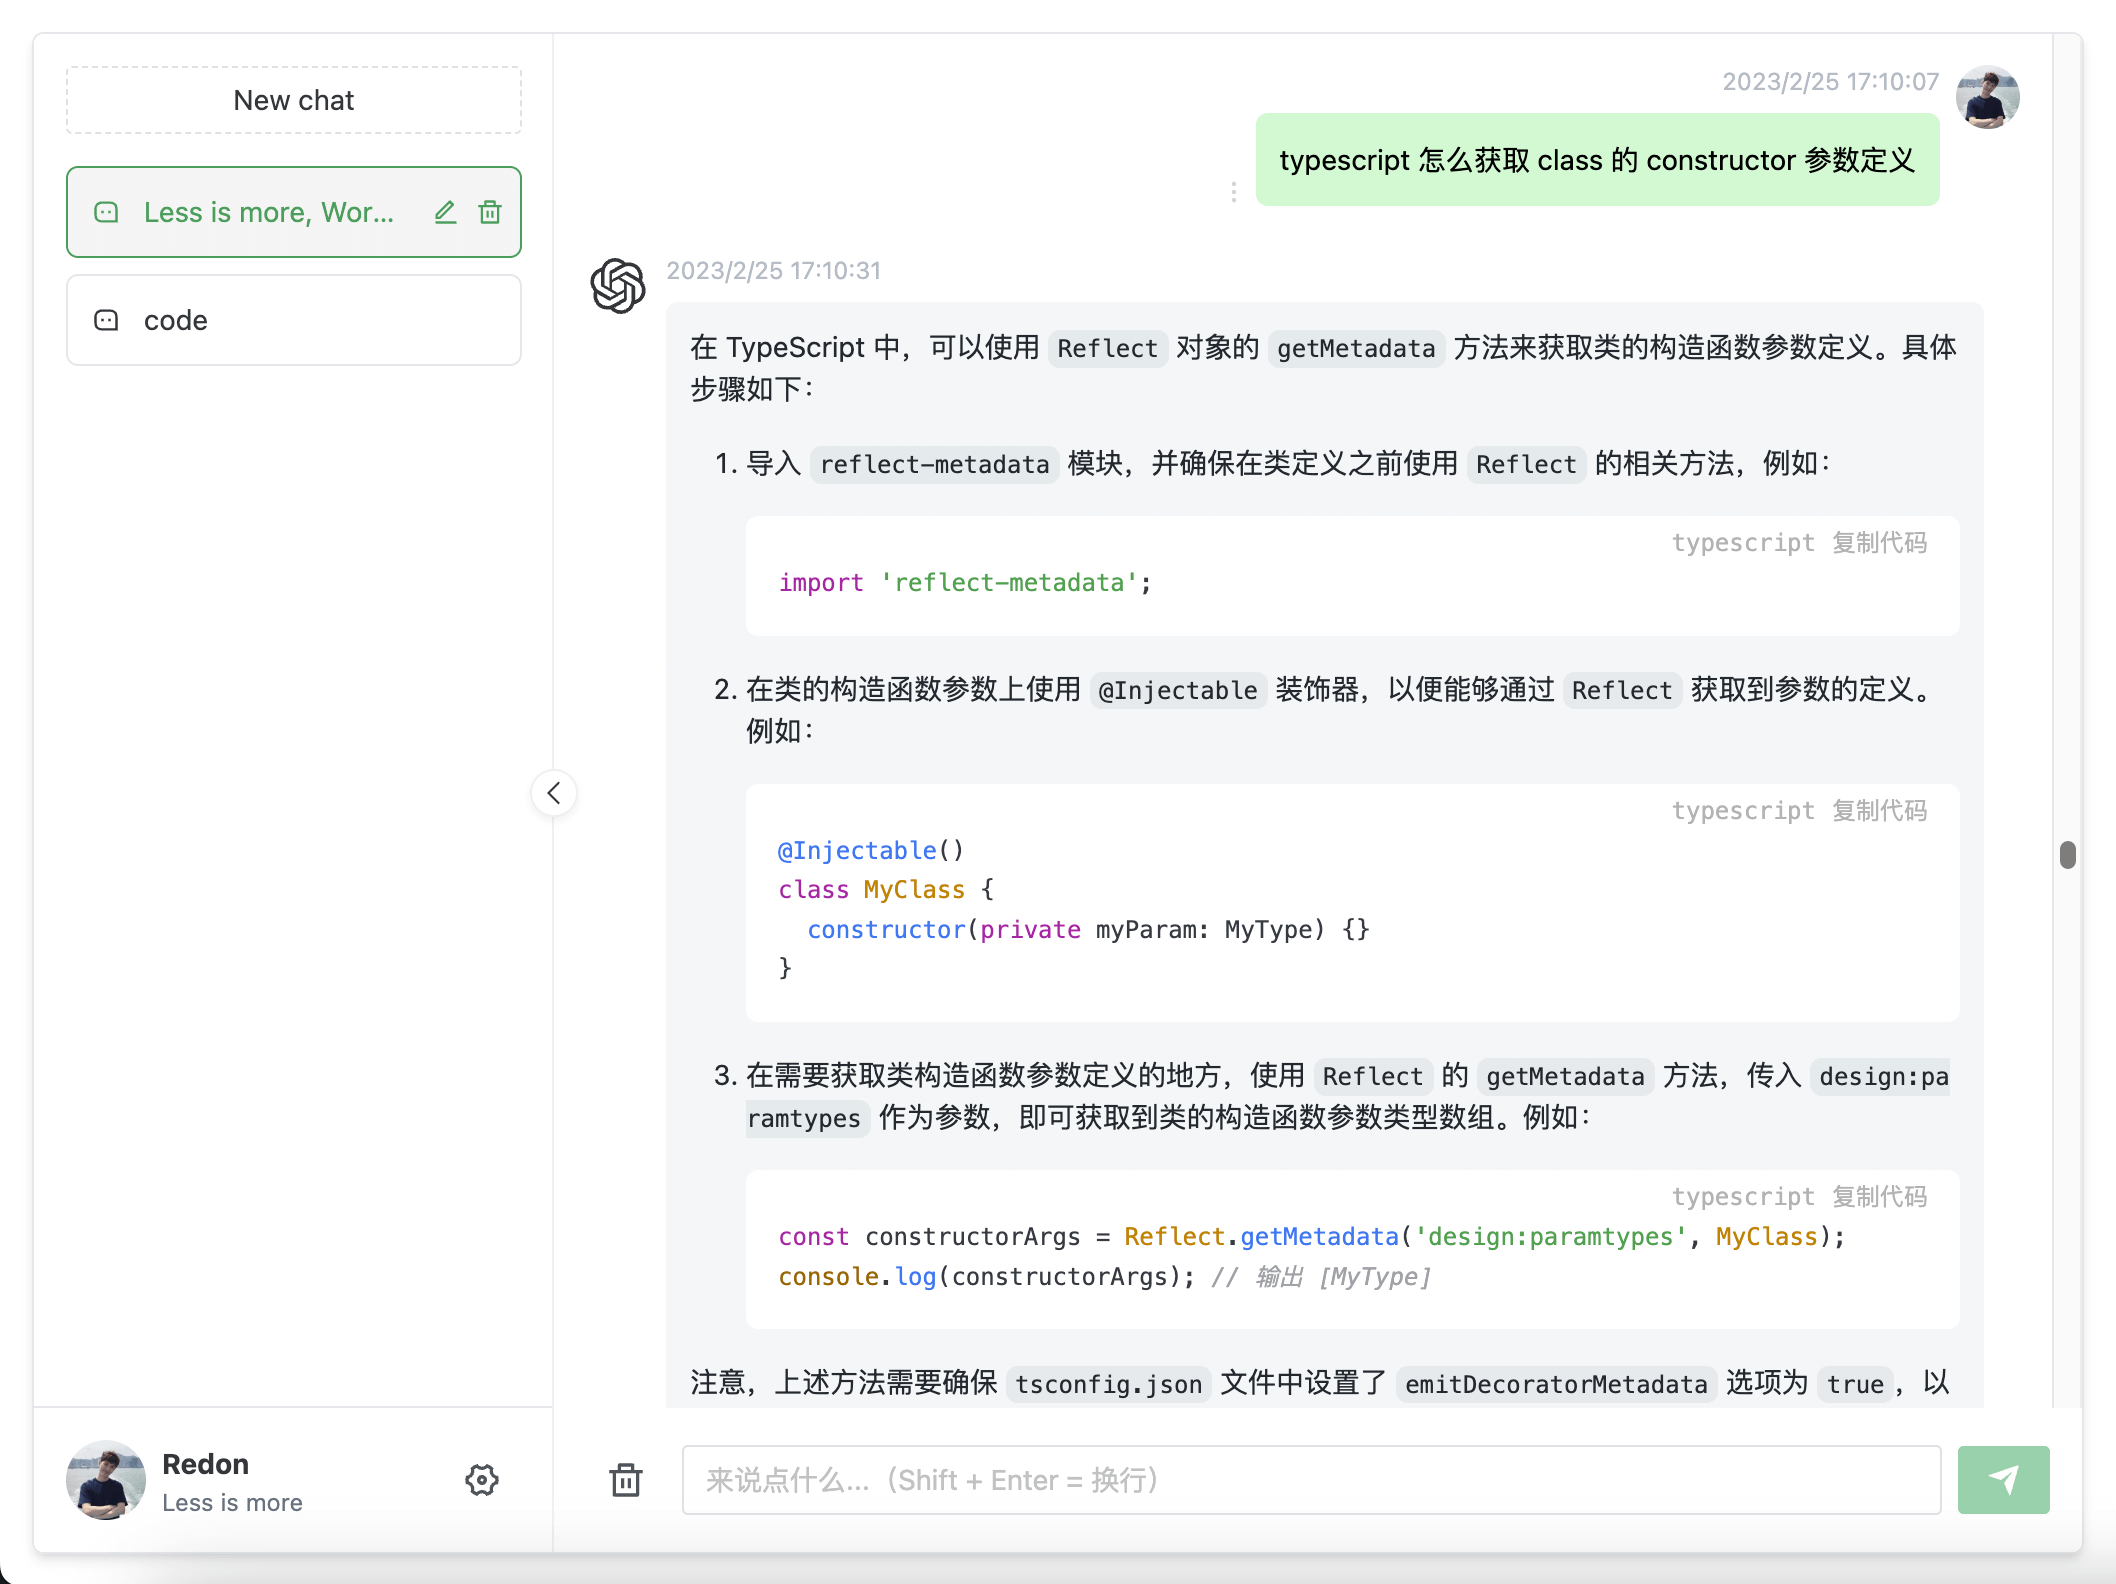 New chat
Less is more, Wor...
code
2023/2/25 17:10:07
typescript 怎么获取 class 的 constructor 参数定义
2023/2/25 17:10:31
在 TypeScript 中，可以使用 Reflect 对象的 getMetadata 方法来获取类的构造函数参数定义。具体
步骤如下：
1. 导入 reflect-metadata 模块，并确保在类定义之前使用 Reflect 的相关方法，例如：
typescript 复制代码
import 'reflect-metadata';
2. 在类的构造函数参数上使用 @Injectable 装饰器，以便能够通过 Reflect 获取到参数的定义。
例如：
typescript 复制代码
@Injectable()
class MyClass {
  constructor(private myParam: MyType) {}
}
3. 在需要获取类构造函数参数定义的地方，使用 Reflect 的 getMetadata 方法，传入 design:pa
ramtypes 作为参数，即可获取到类的构造函数参数类型数组。例如：
typescript 复制代码
const constructorArgs = Reflect.getMetadata('design:paramtypes', MyClass);
console.log(constructorArgs); // 输出 [MyType]
注意，上述方法需要确保 tsconfig.json 文件中设置了 emitDecoratorMetadata 选项为 true，以
Redon
Less is more
来说点什么...（Shift + Enter = 换行）